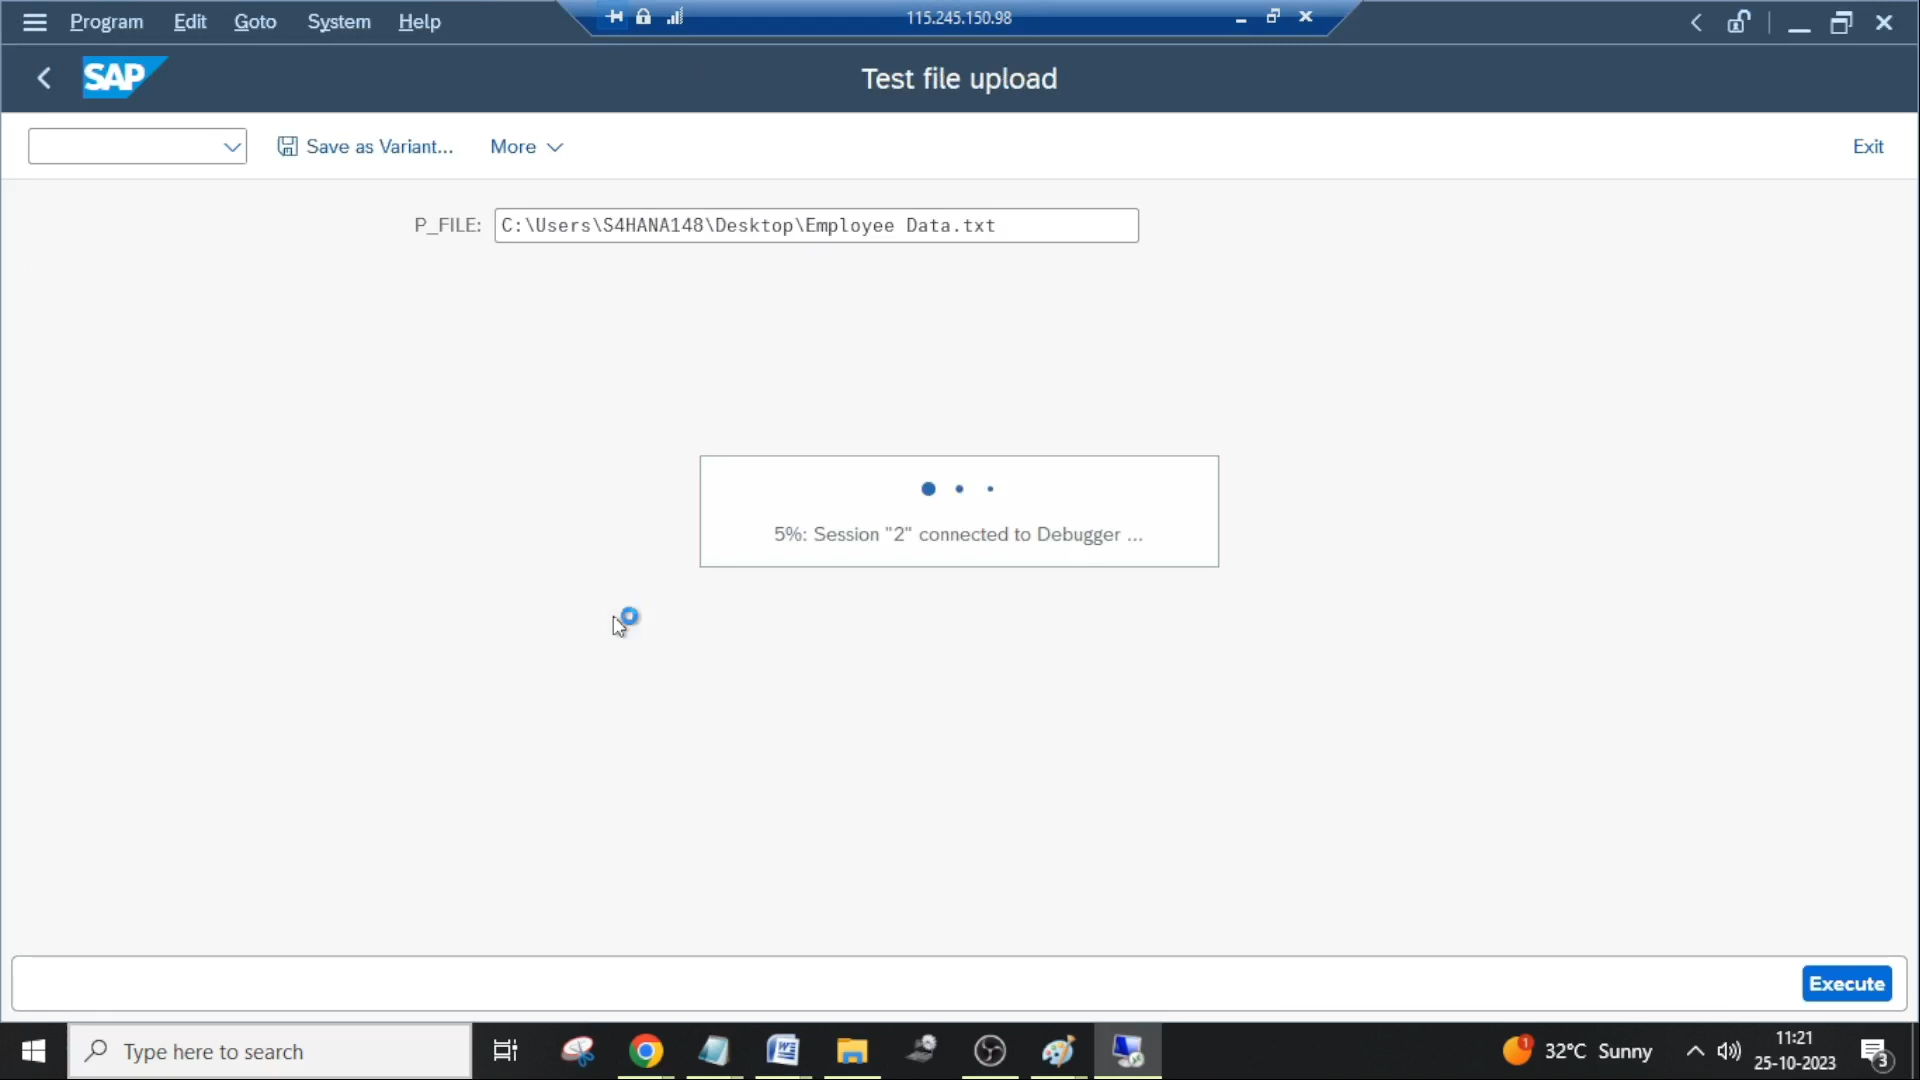 Program Edit Goto System Help
115.245.150.98
SAP
Test file upload
Save as Variant...
More
Exit
P_FILE: C:\Users\S4HANA148\Desktop\Employee Data.txt
5%: Session "2" connected to Debugger ...
Execute
Type here to search
1
32°C Sunny
11:21
25-10-2023
3